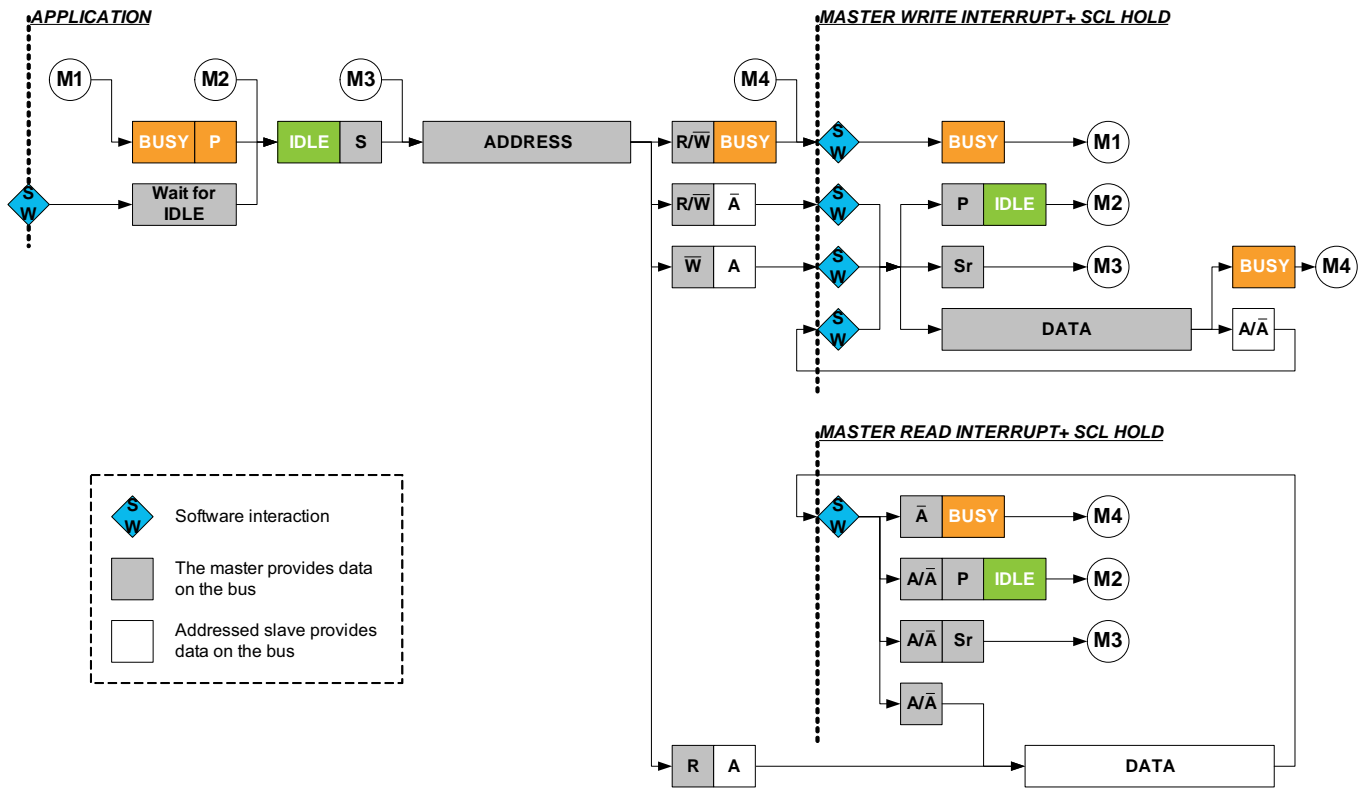 APPLICATION
MASTER WRITE INTERRUPT+ SCL HOLD
M1
M2
M3
M4
BUSY P
IDLE S
ADDRESS
R/W̅ BUSY
S W
BUSY
M1
S W
Wait for
IDLE
R/W̅ A̅
S W
P IDLE
M2
W̅ A
S W
Sr
M3
BUSY
M4
S W
DATA
A/A̅
MASTER READ INTERRUPT+ SCL HOLD
S W
Software interaction
The master provides data
on the bus
Addressed slave provides
data on the bus
S W
A̅ BUSY
M4
A/A̅ P IDLE
M2
A/A̅ Sr
M3
A/A̅
R A
DATA